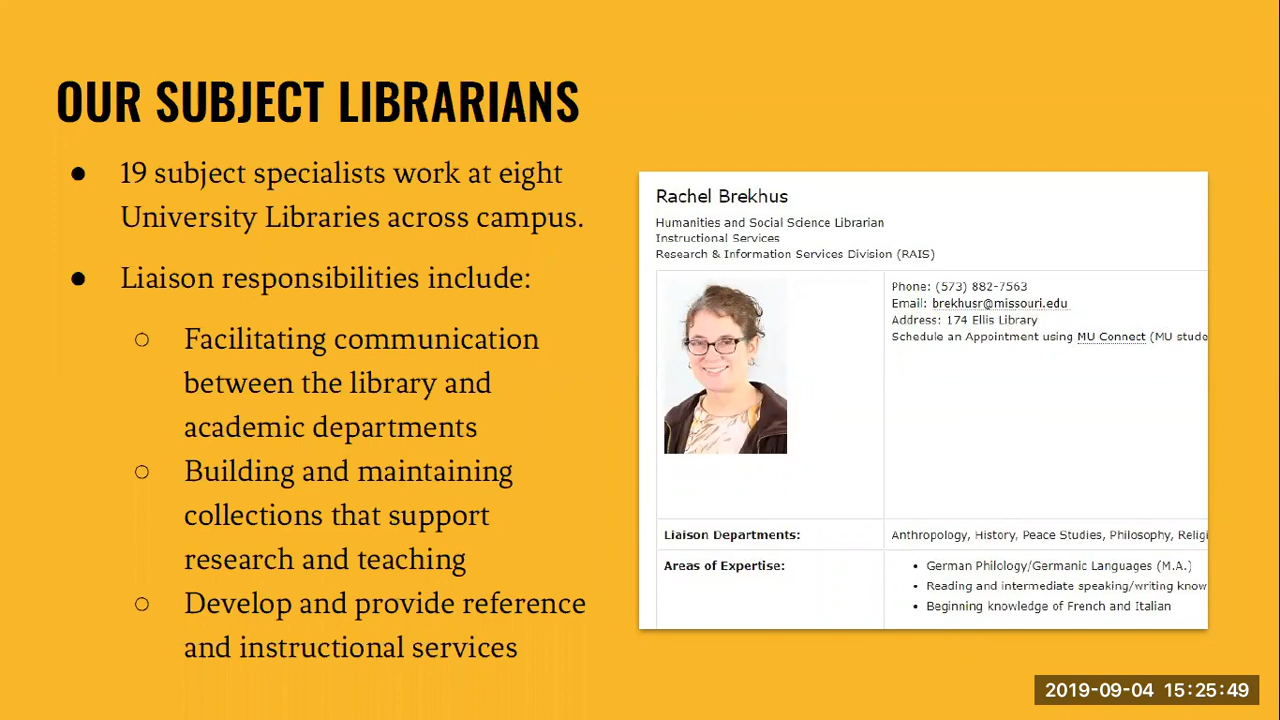 OUR SUBJECT LIBRARIANS
● 19 subject specialists work at eight
University Libraries across campus.
● Liaison responsibilities include:
○ Facilitating communication
between the library and
academic departments
○ Building and maintaining
collections that support
research and teaching
○ Develop and provide reference
and instructional services
Rachel Brekhus
Humanities and Social Science Librarian
Instructional Services
Research & Information Services Division (RAIS)
Phone: (573) 882-7563
Email: brekhusr@missouri.edu
Address: 174 Ellis Library
Schedule an Appointment using MU Connect (MU stude
Liaison Departments:
Anthropology, History, Peace Studies, Philosophy, Religi
Areas of Expertise:
• German Philology/Germanic Languages (M.A.)
• Reading and intermediate speaking/writing know
• Beginning knowledge of French and Italian
2019-09-04 15:25:49